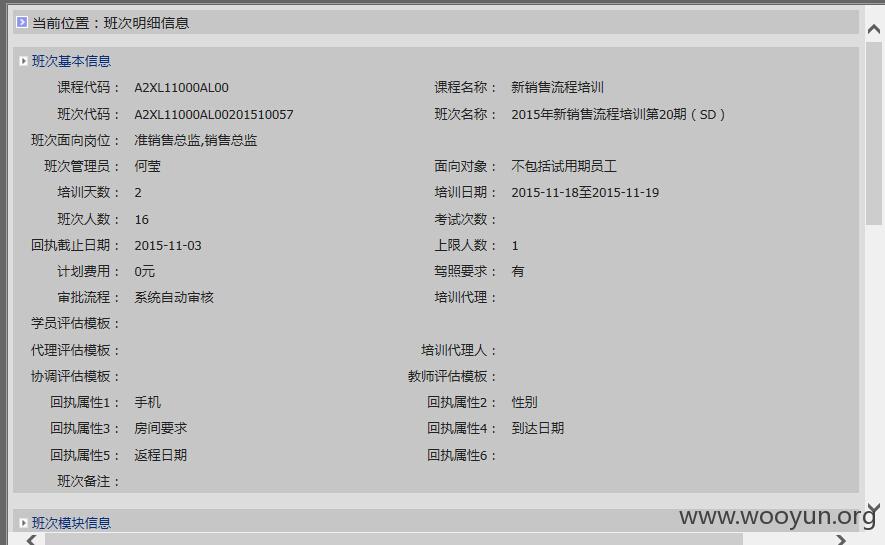 当前位置：班次明细信息
班次基本信息
课程代码： A2XL11000AL00 课程名称： 新销售流程培训
班次代码： A2XL11000AL00201510057 班次名称： 2015年新销售流程培训第20期（SD）
班次面向岗位： 准销售总监,销售总监
班次管理员： 何莹 面向对象： 不包括试用期员工
培训天数： 2 培训日期： 2015-11-18至2015-11-19
班次人数： 16 考试次数：
回执截止日期： 2015-11-03 上限人数： 1
计划费用： 0元 驾照要求： 有
审批流程： 系统自动审核 培训代理：
学员评估模板：
代理评估模板： 培训代理人：
协调评估模板： 教师评估模板：
回执属性1： 手机 回执属性2： 性别
回执属性3： 房间要求 回执属性4： 到达日期
回执属性5： 返程日期 回执属性6：
班次备注：
班次模块信息
www.wooyun.org